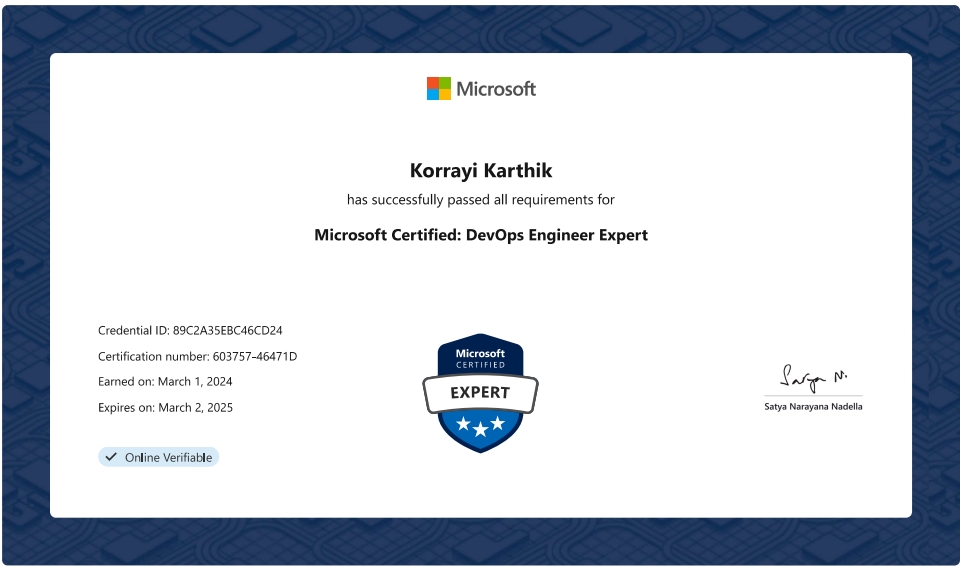 Microsoft
Korrayi Karthik
has successfully passed all requirements for
Microsoft Certified: DevOps Engineer Expert
Credential ID: 89C2A35EBC46CD24
Certification number: 603757-46471D
Earned on: March 1, 2024
Expires on: March 2, 2025
Online Verifiable
Microsoft
CERTIFIED
EXPERT
Satya N.
Satya Narayana Nadella